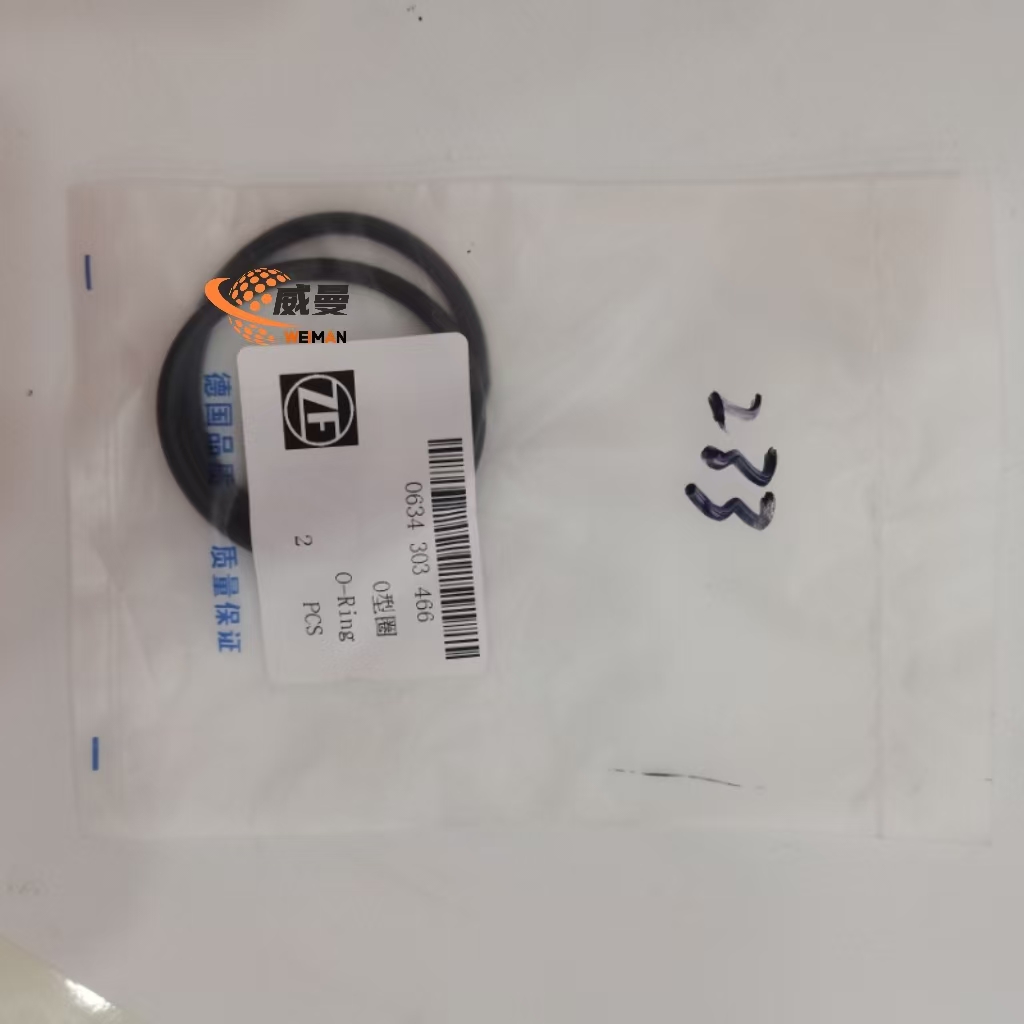 威曼
WEIMAN
ZF
0634 303 466
O型圈
O-Ring
2 PCS
德国品质 质量保证
233